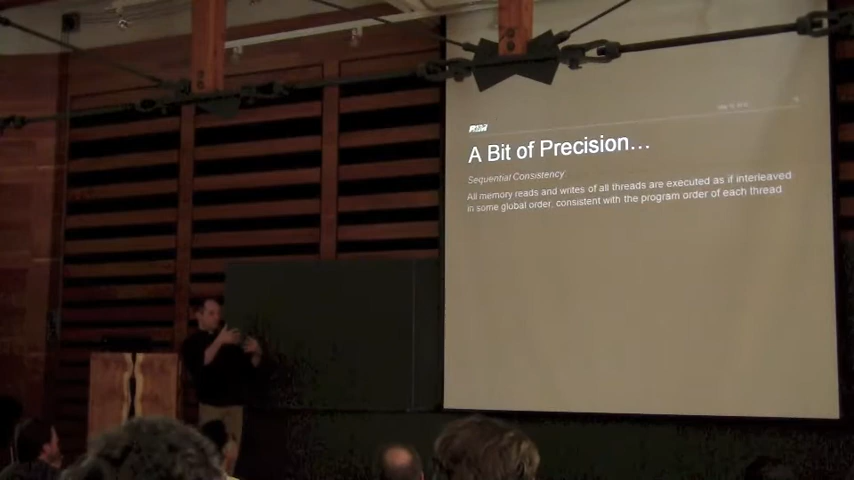 RIM
A Bit of Precision...
Sequential Consistency
All memory reads and writes of all threads are executed as if interleaved
in some global order, consistent with the program order of each thread